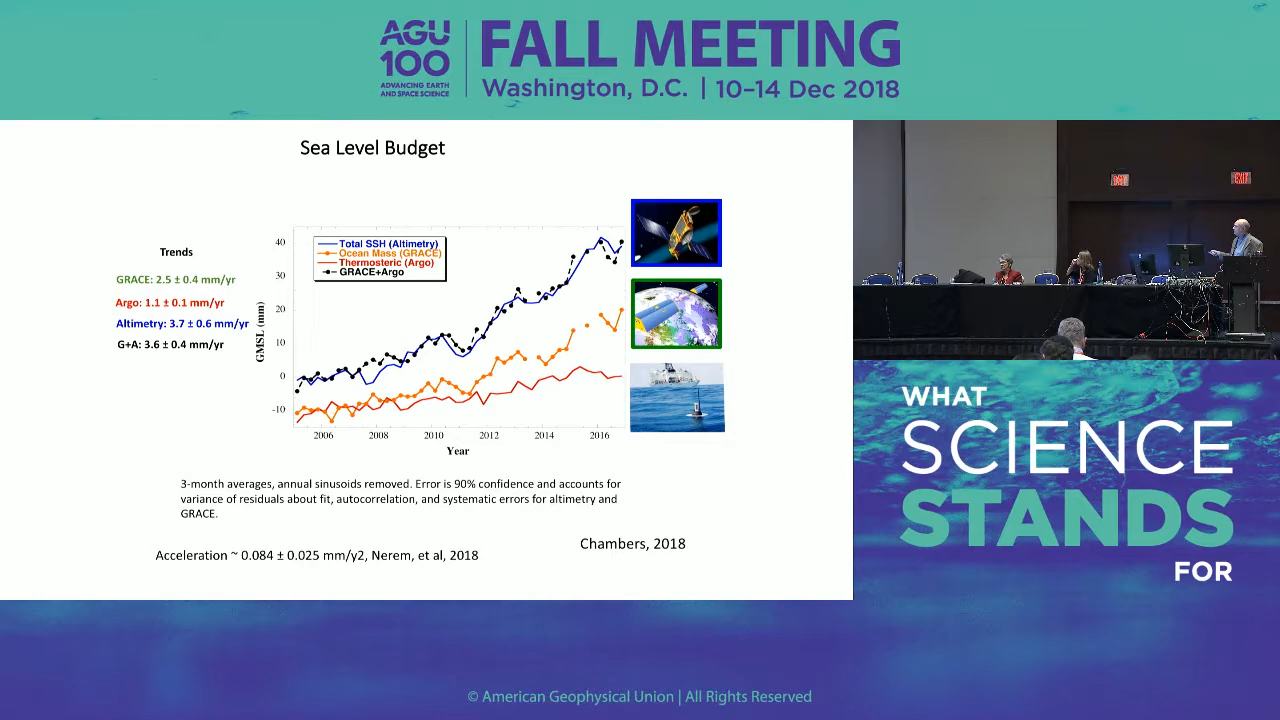 AGU
100
ADVANCING EARTH
AND SPACE SCIENCE
FALL MEETING
Washington, D.C. | 10–14 Dec 2018
Sea Level Budget
Trends
GRACE: 2.5 ± 0.4 mm/yr
Argo: 1.1 ± 0.1 mm/yr
Altimetry: 3.7 ± 0.6 mm/yr
G+A: 3.6 ± 0.4 mm/yr
Total SSH (Altimetry)
Ocean Mass (GRACE)
Thermosteric (Argo)
GRACE+Argo
GMSL (mm)
40
30
20
10
0
-10
2006 2008 2010 2012 2014 2016
Year
3-month averages, annual sinusoids removed. Error is 90% confidence and accounts for
variance of residuals about fit, autocorrelation, and systematic errors for altimetry and
GRACE.
Acceleration ~ 0.084 ± 0.025 mm/y2, Nerem, et al, 2018
Chambers, 2018
EXIT
EXIT
WHAT
SCIENCE
STANDS
FOR
© American Geophysical Union | All Rights Reserved